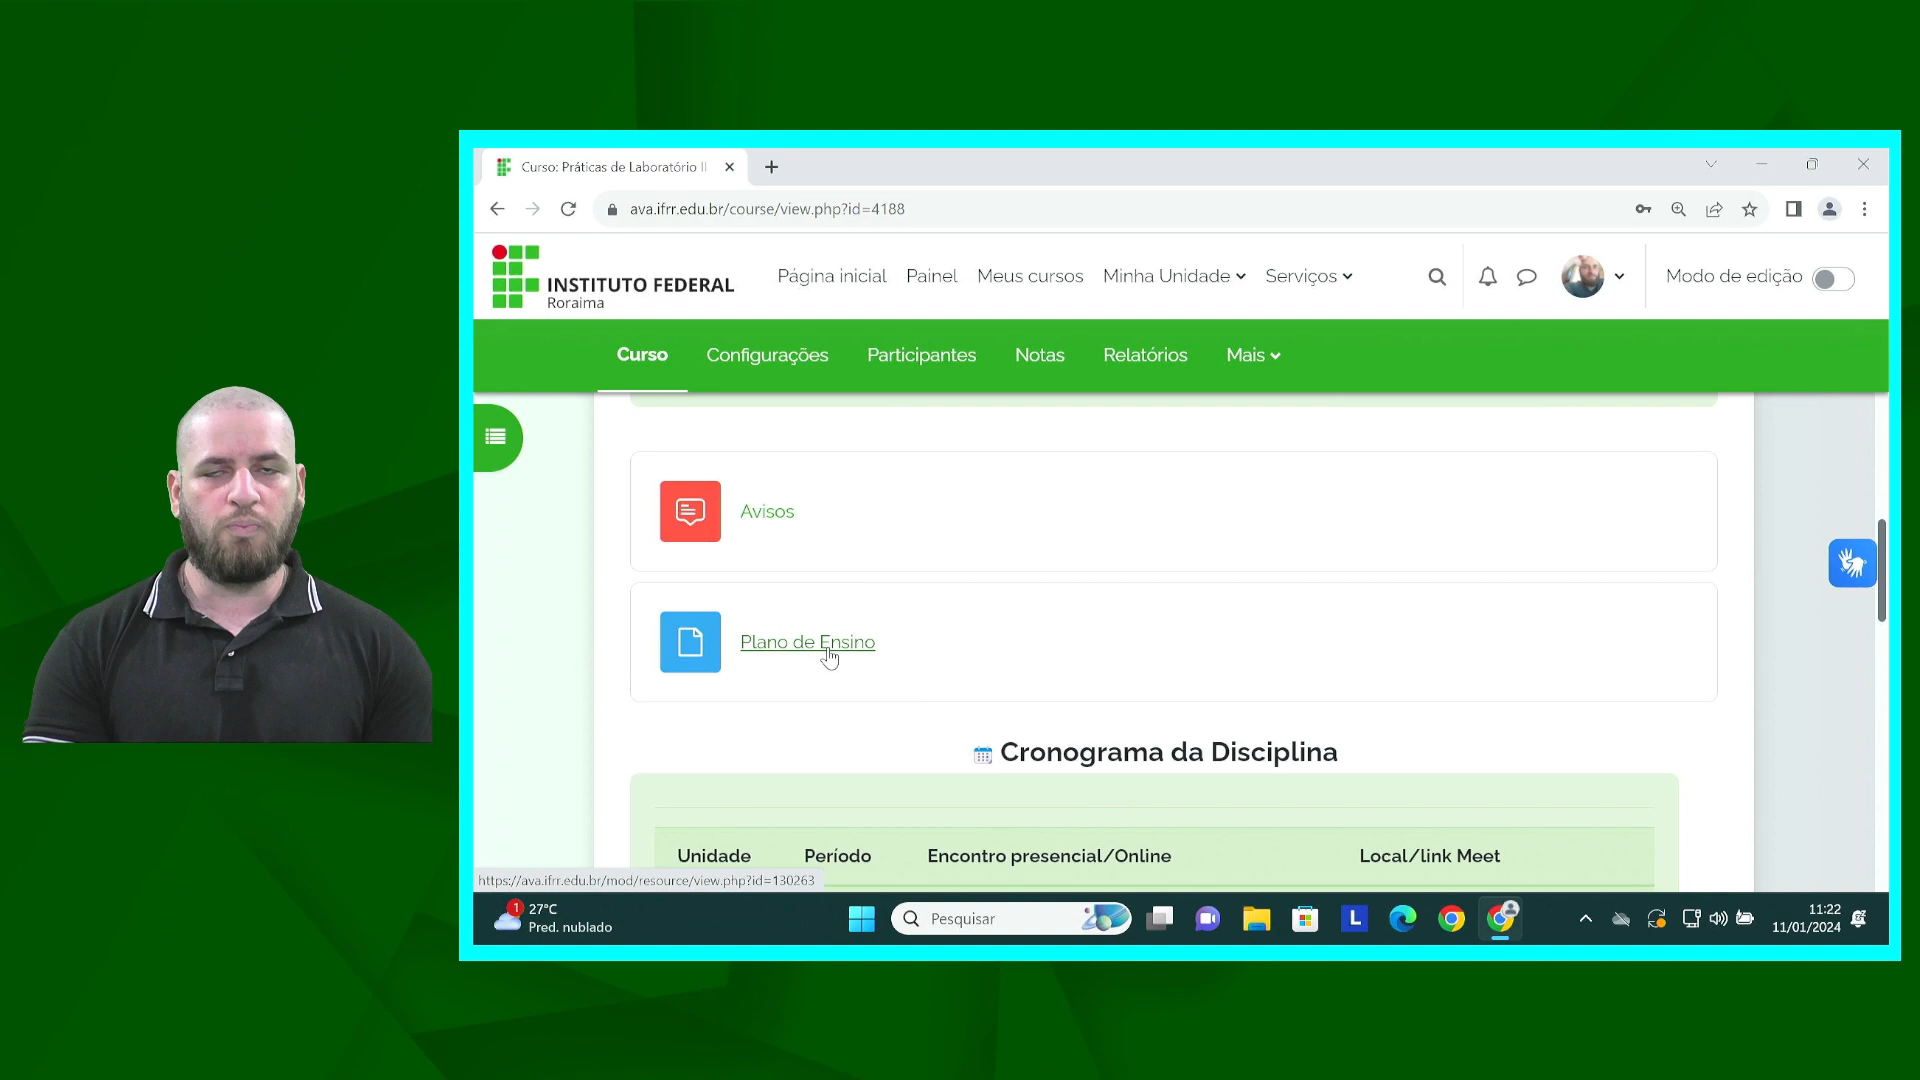 Curso: Práticas de Laboratório II
ava.ifrr.edu.br/course/view.php?id=4188
INSTITUTO FEDERAL
Roraima
Página inicial Painel Meus cursos Minha Unidade Serviços Modo de edição
Curso Configurações Participantes Notas Relatórios Mais
Avisos
Plano de Ensino
Cronograma da Disciplina
Unidade Período Encontro presencial/Online Local/link Meet
https://ava.ifrr.edu.br/mod/resource/view.php?id=130263
1 27°C
Pred. nublado
Pesquisar
L
11:22
11/01/2024